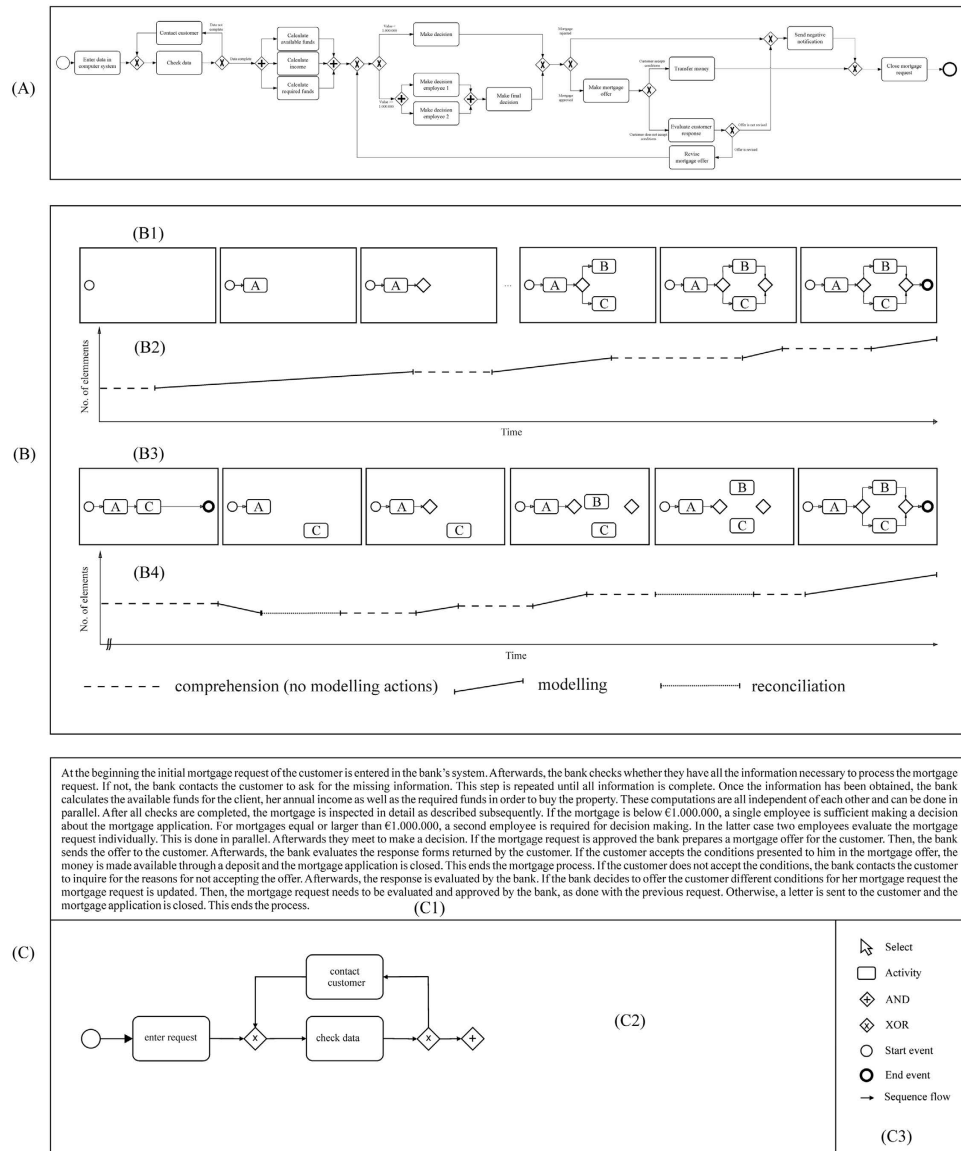 (A)
Enter data in
computer system
Contact customer
Check data
Data not
complete
Data complete
Calculate
available funds
Calculate
income
Calculate
required funds
Value <
1.000.000
Make decision
Make decision
employee 1
Make decision
employee 2
Make final
decision
Mortgage
rejected
Mortgage
approved
Make mortgage
offer
Customer accept
conditions
Transfer money
Customer does not accept
conditions
Evaluate customer
response
Offer is not revised
Offer is revised
Revise
mortgage offer
Send negative
notification
Close mortgage
request
(B)
(B1)
A
A
...
A
B
C
A
B
C
A
B
C
(B2)
No. of elemments
Time
(B3)
A
C
A
C
A
C
A
B
C
A
B
C
A
B
C
(B4)
No. of elements
Time
comprehension (no modelling actions)
modelling
reconciliation
(C)
At the beginning the initial mortgage request of the customer is entered in the bank's system. Afterwards, the bank checks whether they have all the information necessary to process the mortgage
request. If not, the bank contacts the customer to ask for the missing information. This step is repeated until all information is complete. Once the information has been obtained, the bank
calculates the available funds for the client, her annual income as well as the required funds in order to buy the property. These computations are all independent of each other and can be done in
parallel. After all checks are completed, the mortgage is inspected in detail as described subsequently. If the mortgage is below €1.000.000, a single employee is sufficient making a decision
about the mortgage application. For mortgages equal or larger than €1.000.000, a second employee is required for decision making. In the latter case two employees evaluate the mortgage
request individually. This is done in parallel. Afterwards they meet to make a decision. If the mortgage request is approved the bank prepares a mortgage offer for the customer. Then, the bank
sends the offer to the customer. Afterwards, the bank evaluates the response forms returned by the customer. If the customer accepts the conditions presented to him in the mortgage offer, the
money is made available through a deposit and the mortgage application is closed. This ends the mortgage process. If the customer does not accept the conditions, the bank contacts the customer
to inquire for the reasons for not accepting the offer. Afterwards, the response is evaluated by the bank. If the bank decides to offer the customer different conditions for her mortgage request the
mortgage request is updated. Then, the mortgage request needs to be evaluated and approved by the bank, as done with the previous request. Otherwise, a letter is sent to the customer and the
mortgage application is closed. This ends the process.
(C1)
enter request
contact
customer
check data
X
X
+
(C2)
Select
Activity
AND
XOR
Start event
End event
Sequence flow
(C3)